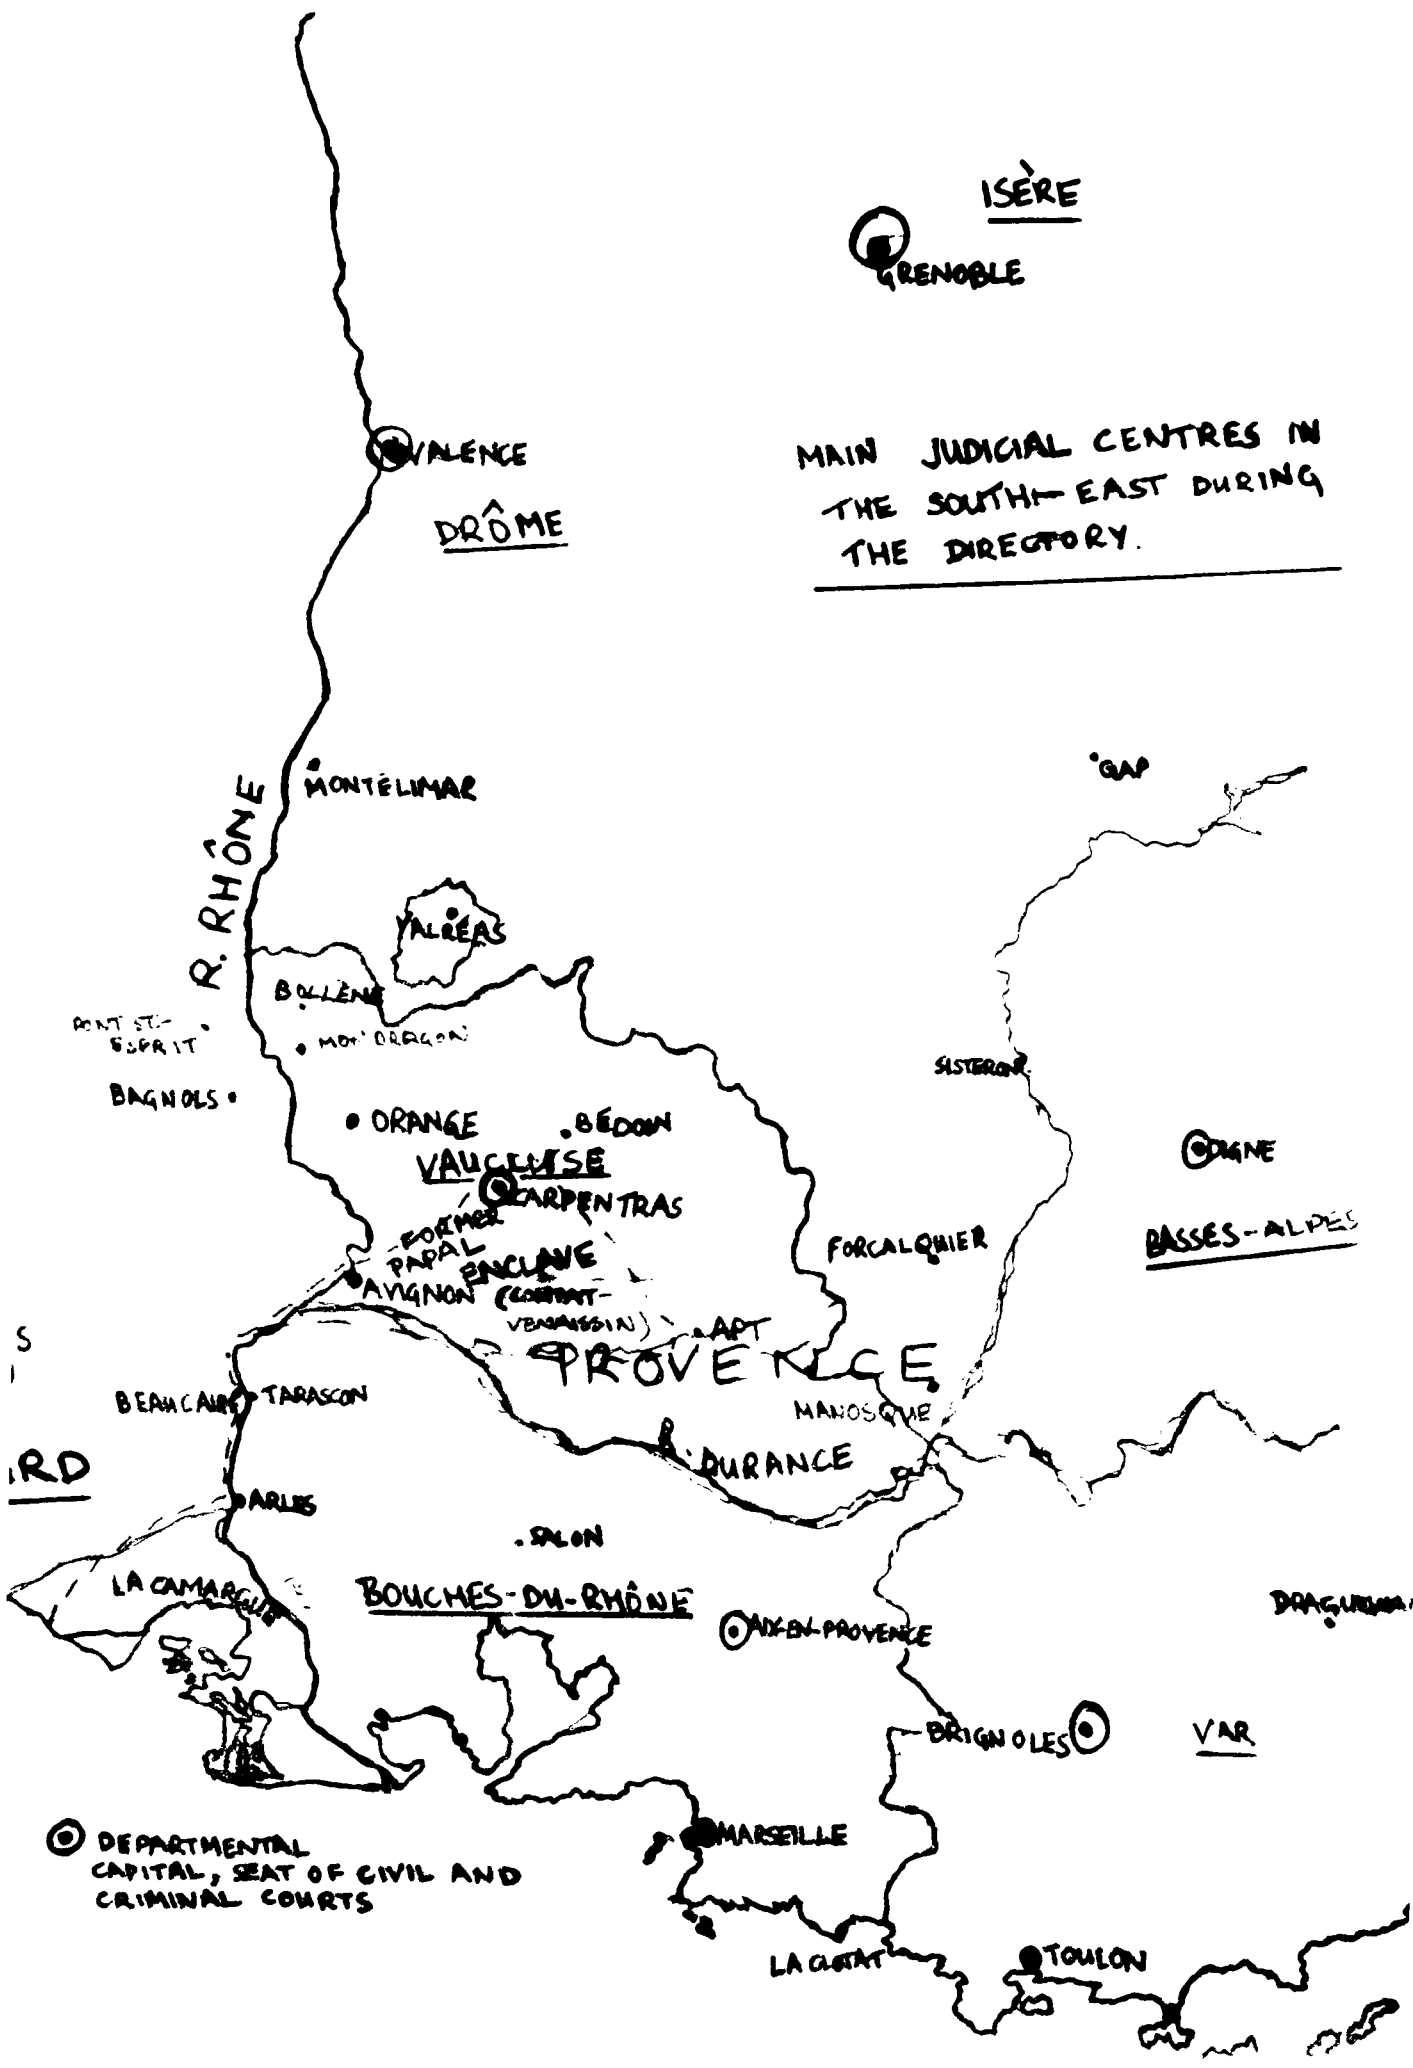 ISÈRE
GRENOBLE
VALENCE
DRÔME
MAIN JUDICIAL CENTRES IN
THE SOUTH-EAST DURING
THE DIRECTORY.
GAP
MONTÉLIMAR
R. RHÔNE
VALRÉAS
BOLLÈNE
PONT ST-
ESPRIT
MONDRAGON
SISTERON
BAGNOLS
ORANGE
BÉDOIN
DIGNE
VAUCLUSE
CARPENTRAS
FORMER
PAPAL
ENCLAVE
FORCALQUIER
BASSES-ALPES
AVIGNON
(COMTAT-
VENAISSIN)
APT
S
PROVENCE
BEAUCAIRE
TARASCON
MANOSQUE
R. DURANCE
RD
ARLES
SALON
LA CAMARGUE
BOUCHES-DU-RHÔNE
AIX-EN-PROVENCE
BRIGNOLES
VAR
MARSEILLE
DEPARTMENTAL
CAPITAL, SEAT OF CIVIL AND
CRIMINAL COURTS
LA CIOTAT
TOULON